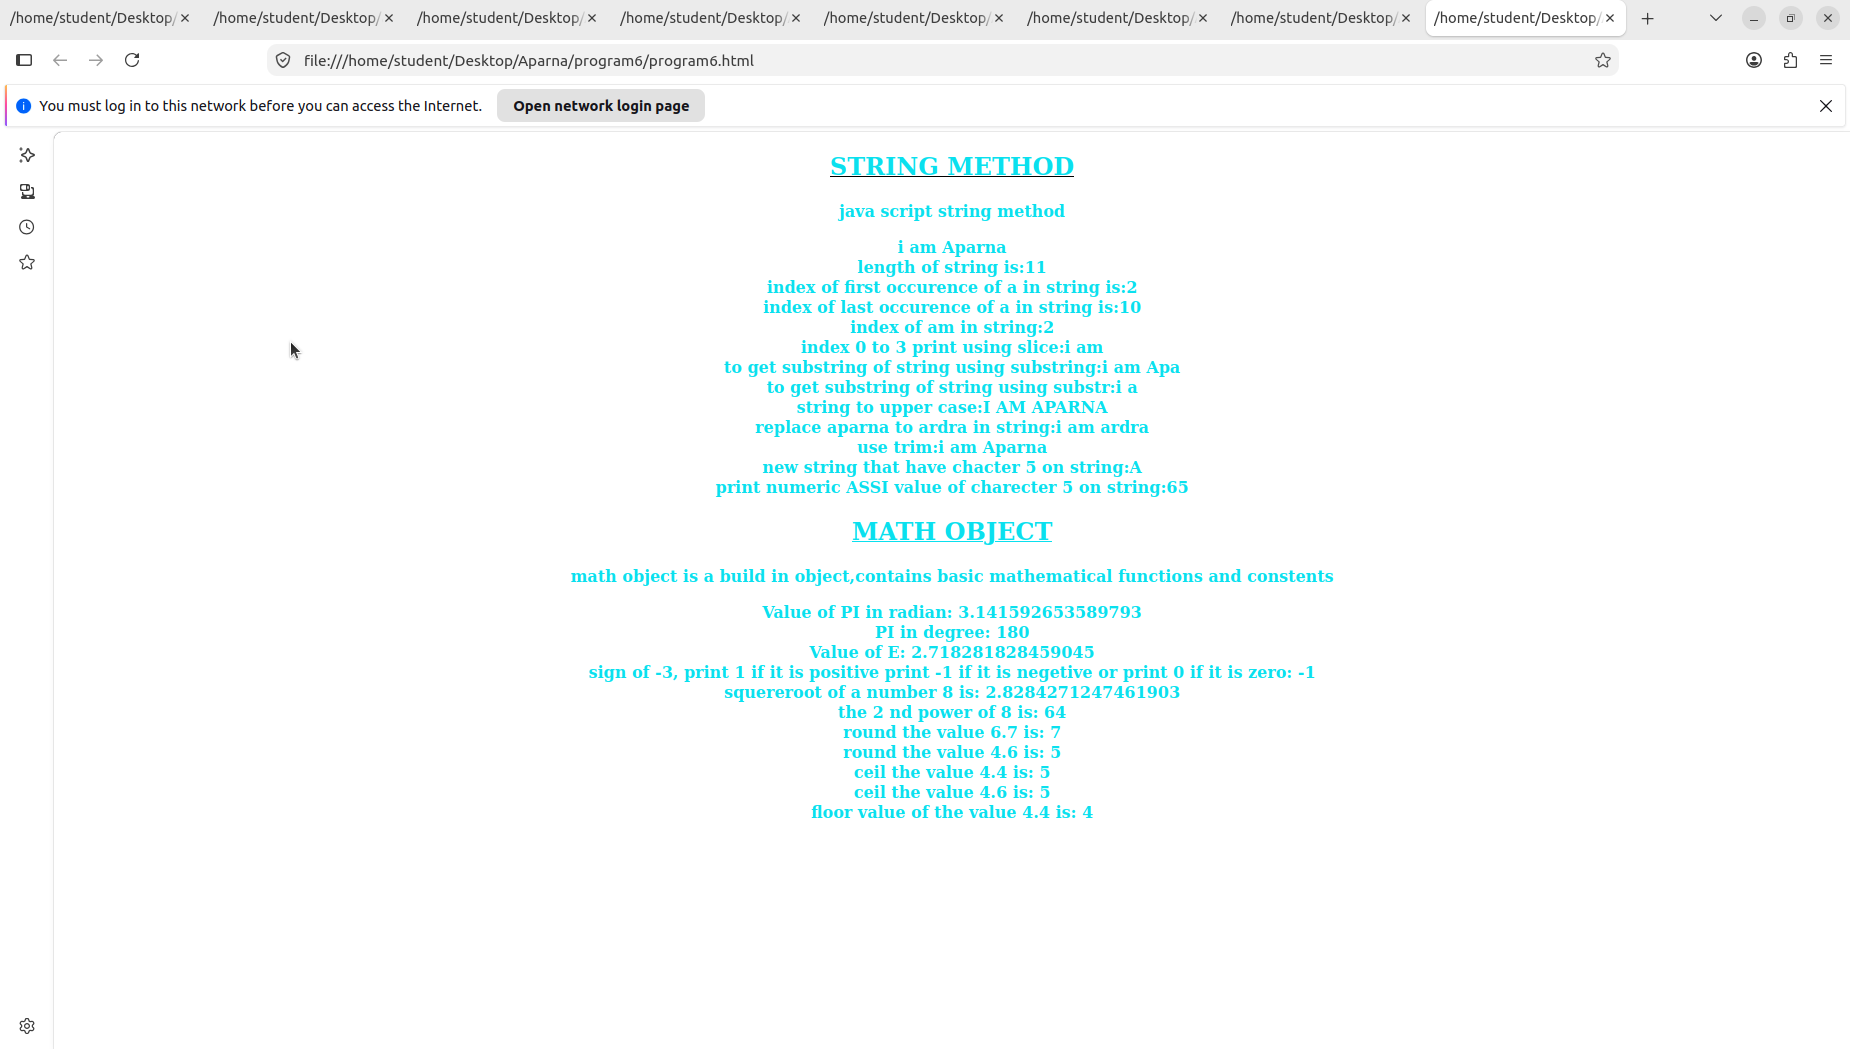 /home/student/Desktop/
/home/student/Desktop/
/home/student/Desktop/
/home/student/Desktop/
/home/student/Desktop/
/home/student/Desktop/
/home/student/Desktop/
/home/student/Desktop/
file:///home/student/Desktop/Aparna/program6/program6.html
You must log in to this network before you can access the Internet.
Open network login page
STRING METHOD
java script string method
i am Aparna
length of string is:11
index of first occurence of a in string is:2
index of last occurence of a in string is:10
index of am in string:2
index 0 to 3 print using slice:i am
to get substring of string using substring:i am Apa
to get substring of string using substr:i a
string to upper case:I AM APARNA
replace aparna to ardra in string:i am ardra
use trim:i am Aparna
new string that have chacter 5 on string:A
print numeric ASSI value of charecter 5 on string:65
MATH OBJECT
math object is a build in object,contains basic mathematical functions and constents
Value of PI in radian: 3.141592653589793
PI in degree: 180
Value of E: 2.718281828459045
sign of -3, print 1 if it is positive print -1 if it is negetive or print 0 if it is zero: -1
squereroot of a number 8 is: 2.8284271247461903
the 2 nd power of 8 is: 64
round the value 6.7 is: 7
round the value 4.6 is: 5
ceil the value 4.4 is: 5
ceil the value 4.6 is: 5
floor value of the value 4.4 is: 4